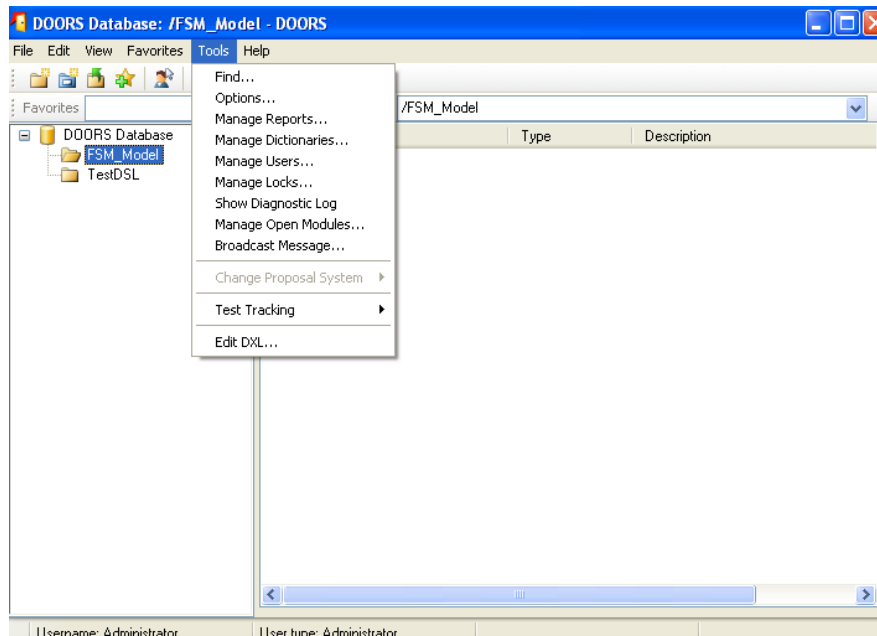 DOORS Database: /FSM_Model - DOORS
File Edit View Favorites Tools Help
Find...
Options...
Favorites /FSM_Model
Manage Reports...
DOORS Database Type Description
Manage Dictionaries...
FSM_Model
Manage Users...
TestDSL
Manage Locks...
Show Diagnostic Log
Manage Open Modules...
Broadcast Message...
Change Proposal System
Test Tracking
Edit DXL...
Username: Administrator User type: Administrator